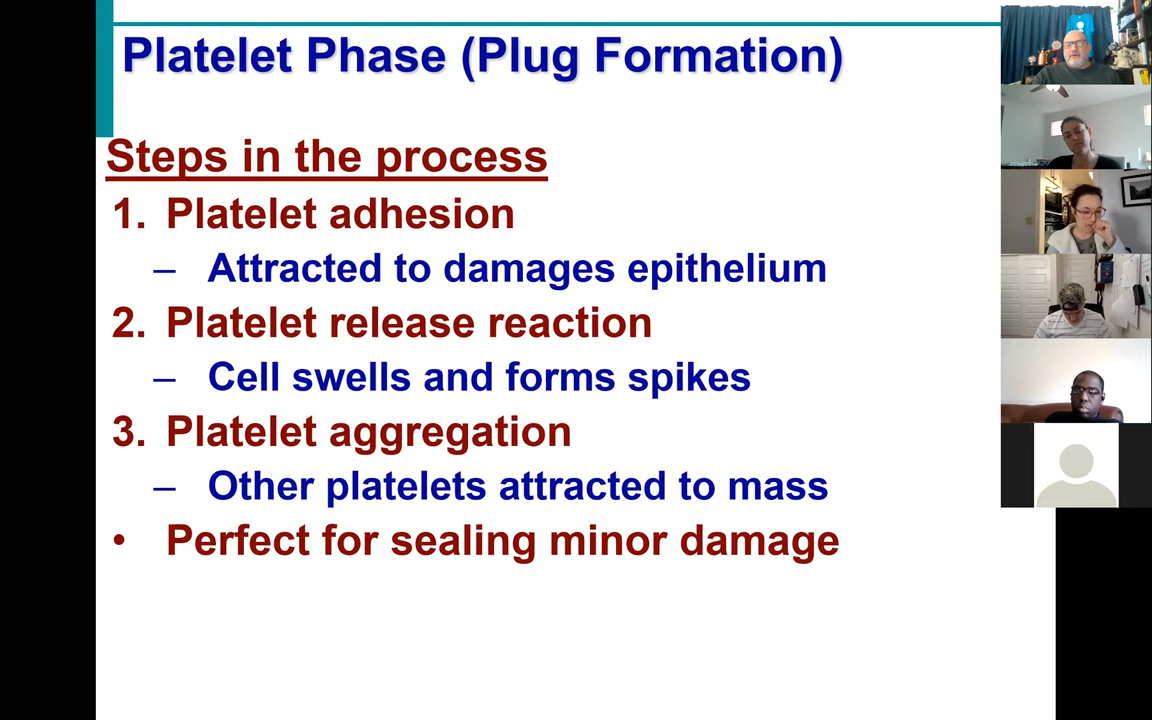 Platelet Phase (Plug Formation)
Steps in the process
1. Platelet adhesion
– Attracted to damages epithelium
2. Platelet release reaction
– Cell swells and forms spikes
3. Platelet aggregation
– Other platelets attracted to mass
• Perfect for sealing minor damage